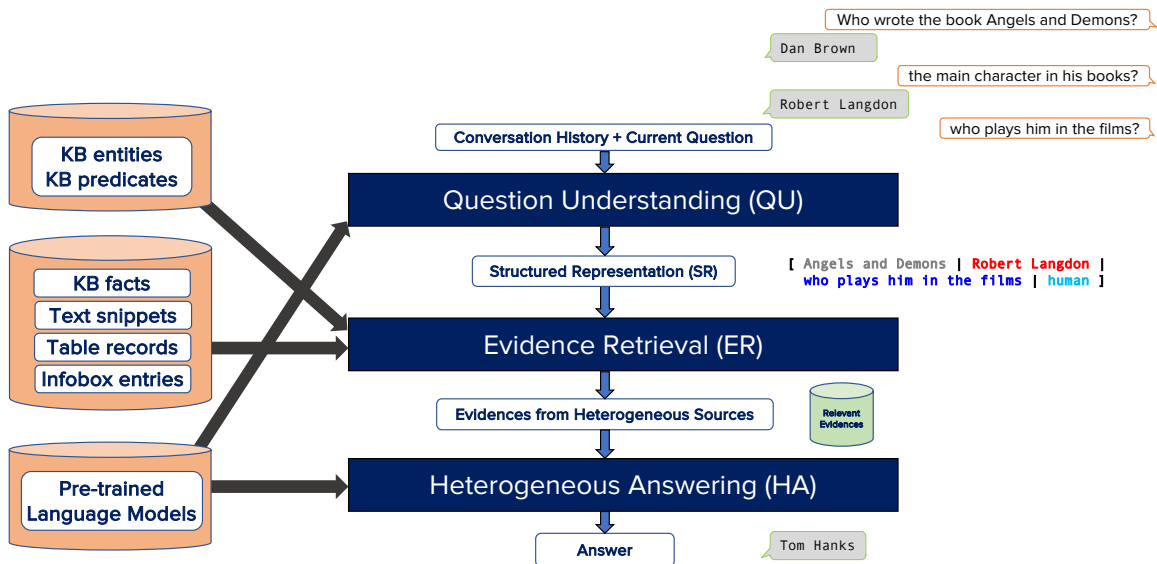 Who wrote the book Angels and Demons?
Dan Brown
the main character in his books?
Robert Langdon
who plays him in the films?
Conversation History + Current Question
KB entities
KB predicates
Question Understanding (QU)
KB facts
Text snippets
Table records
Infobox entries
Structured Representation (SR)
[ Angels and Demons | Robert Langdon |
who plays him in the films | human ]
Evidence Retrieval (ER)
Evidences from Heterogeneous Sources
Relevant
Evidences
Pre-trained
Language Models
Heterogeneous Answering (HA)
Answer
Tom Hanks